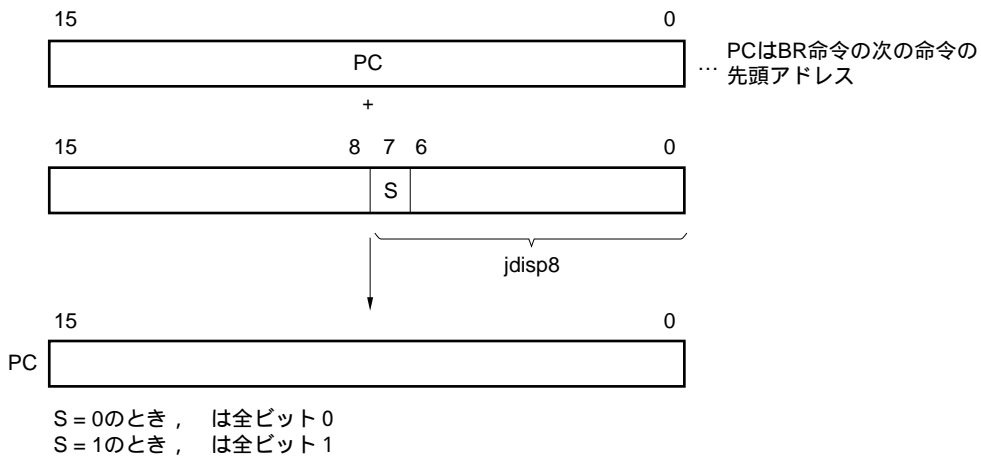 15 0
PC
… PCはBR命令の次の命令の
先頭アドレス
+
15 8 7 6 0
S
jdisp8
15 0
PC
S = 0のとき， は全ビット0
S = 1のとき， は全ビット1